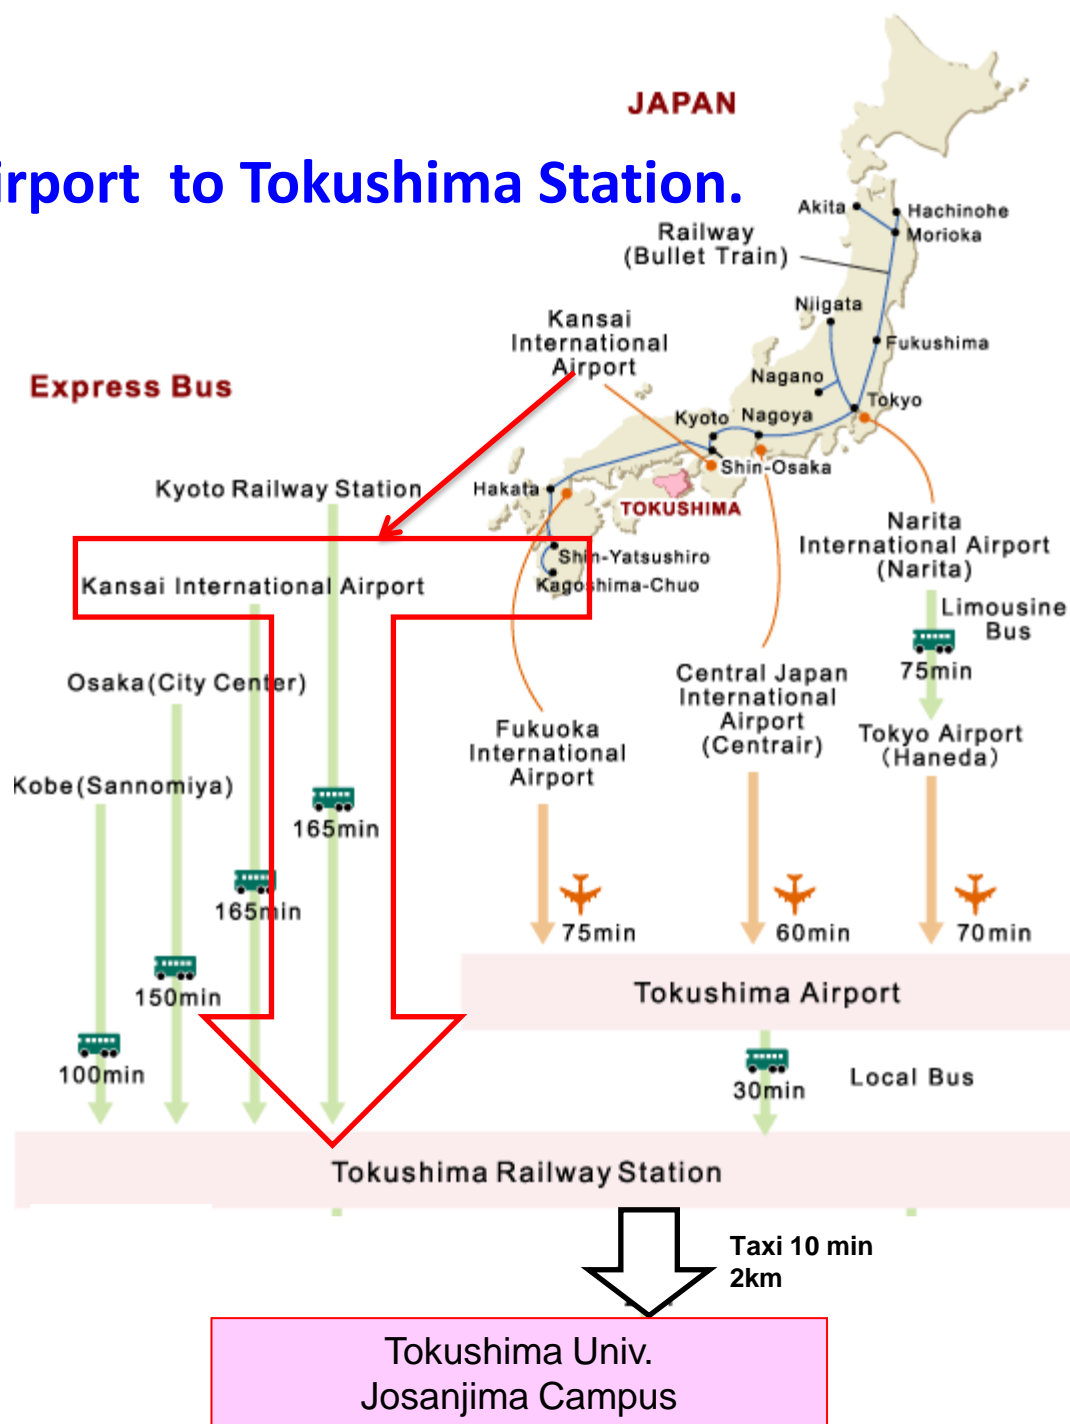 JAPAN
irport to Tokushima Station.
Akita
Hachinohe
Morioka
Railway
(Bullet Train)
Niigata
Kansai
International
Airport
Fukushima
Nagano
Express Bus
Tokyo
Kyoto
Nagoya
Shin-Osaka
Kyoto Railway Station
Hakata
TOKUSHIMA
Narita
International Airport
(Narita)
Shin-Yatsushiro
Kansai International Airport
Kagoshima-Chuo
Limousine
Bus
75min
Osaka(City Center)
Central Japan
International
Airport
(Centrair)
Fukuoka
International
Airport
Tokyo Airport
(Haneda)
Kobe(Sannomiya)
165min
165min
75min
60min
70min
150min
Tokushima Airport
100min
30min
Local Bus
Tokushima Railway Station
Taxi 10 min
2km
Tokushima Univ.
Josanjima Campus